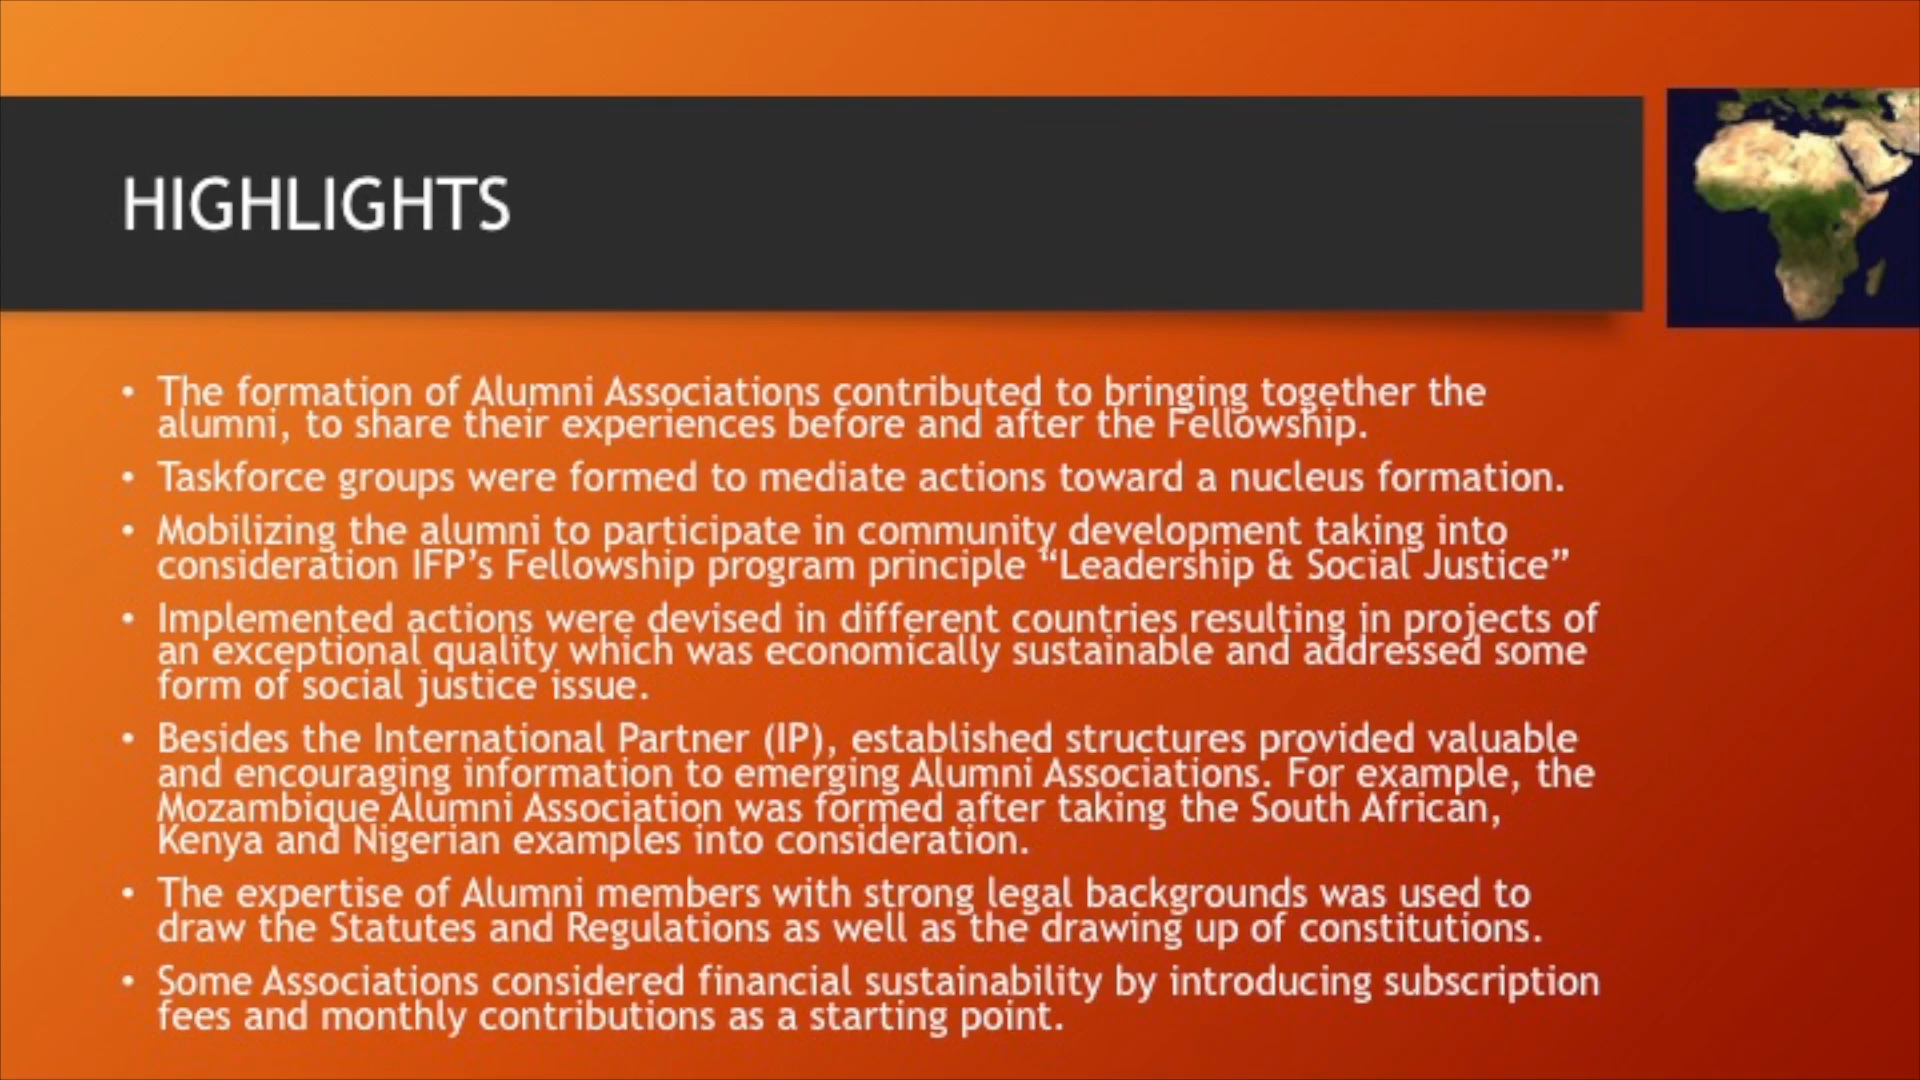 HIGHLIGHTS
• The formation of Alumni Associations contributed to bringing together the
alumni, to share their experiences before and after the Fellowship.
• Taskforce groups were formed to mediate actions toward a nucleus formation.
• Mobilizing the alumni to participate in community development taking into
consideration IFP’s Fellowship program principle “Leadership & Social Justice”
• Implemented actions were devised in different countries resulting in projects of
an exceptional quality which was economically sustainable and addressed some
form of social justice issue.
• Besides the International Partner (IP), established structures provided valuable
and encouraging information to emerging Alumni Associations. For example, the
Mozambique Alumni Association was formed after taking the South African,
Kenya and Nigerian examples into consideration.
• The expertise of Alumni members with strong legal backgrounds was used to
draw the Statutes and Regulations as well as the drawing up of constitutions.
• Some Associations considered financial sustainability by introducing subscription
fees and monthly contributions as a starting point.